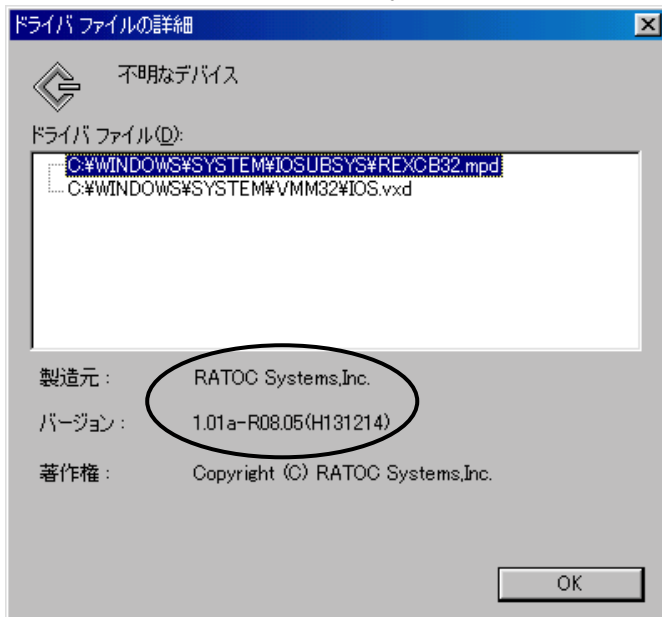 ドライバ ファイルの詳細
不明なデバイス
ドライバ ファイル(D):
C:¥WINDOWS¥SYSTEM¥IOSUBSYS¥REXCB32.mpd
C:¥WINDOWS¥SYSTEM¥VMM32¥IOS.vxd
製造元： RATOC Systems,Inc.
バージョン： 1.01a-R08.05(H131214)
著作権： Copyright (C) RATOC Systems,Inc.
OK